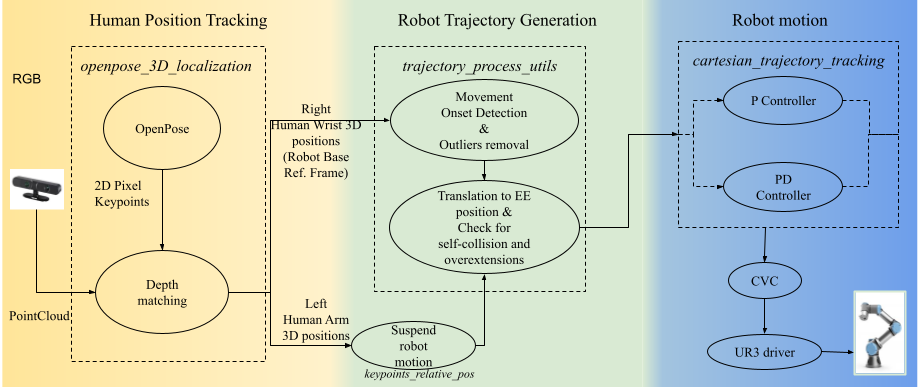 Human Position Tracking
Robot Trajectory Generation
Robot motion
openpose_3D_localization
trajectory_process_utils
cartesian_trajectory_tracking
RGB
OpenPose
2D Pixel
Keypoints
Depth
matching
PointCloud
Right
Human Wrist 3D
positions
(Robot Base
Ref. Frame)
Left
Human Arm
3D positions
Movement
Onset Detection
&
Outliers removal
Translation to EE
position &
Check for
self-collision and
overextensions
Suspend
robot
motion
keypoints_relative_pos
P Controller
PD
Controller
CVC
UR3 driver